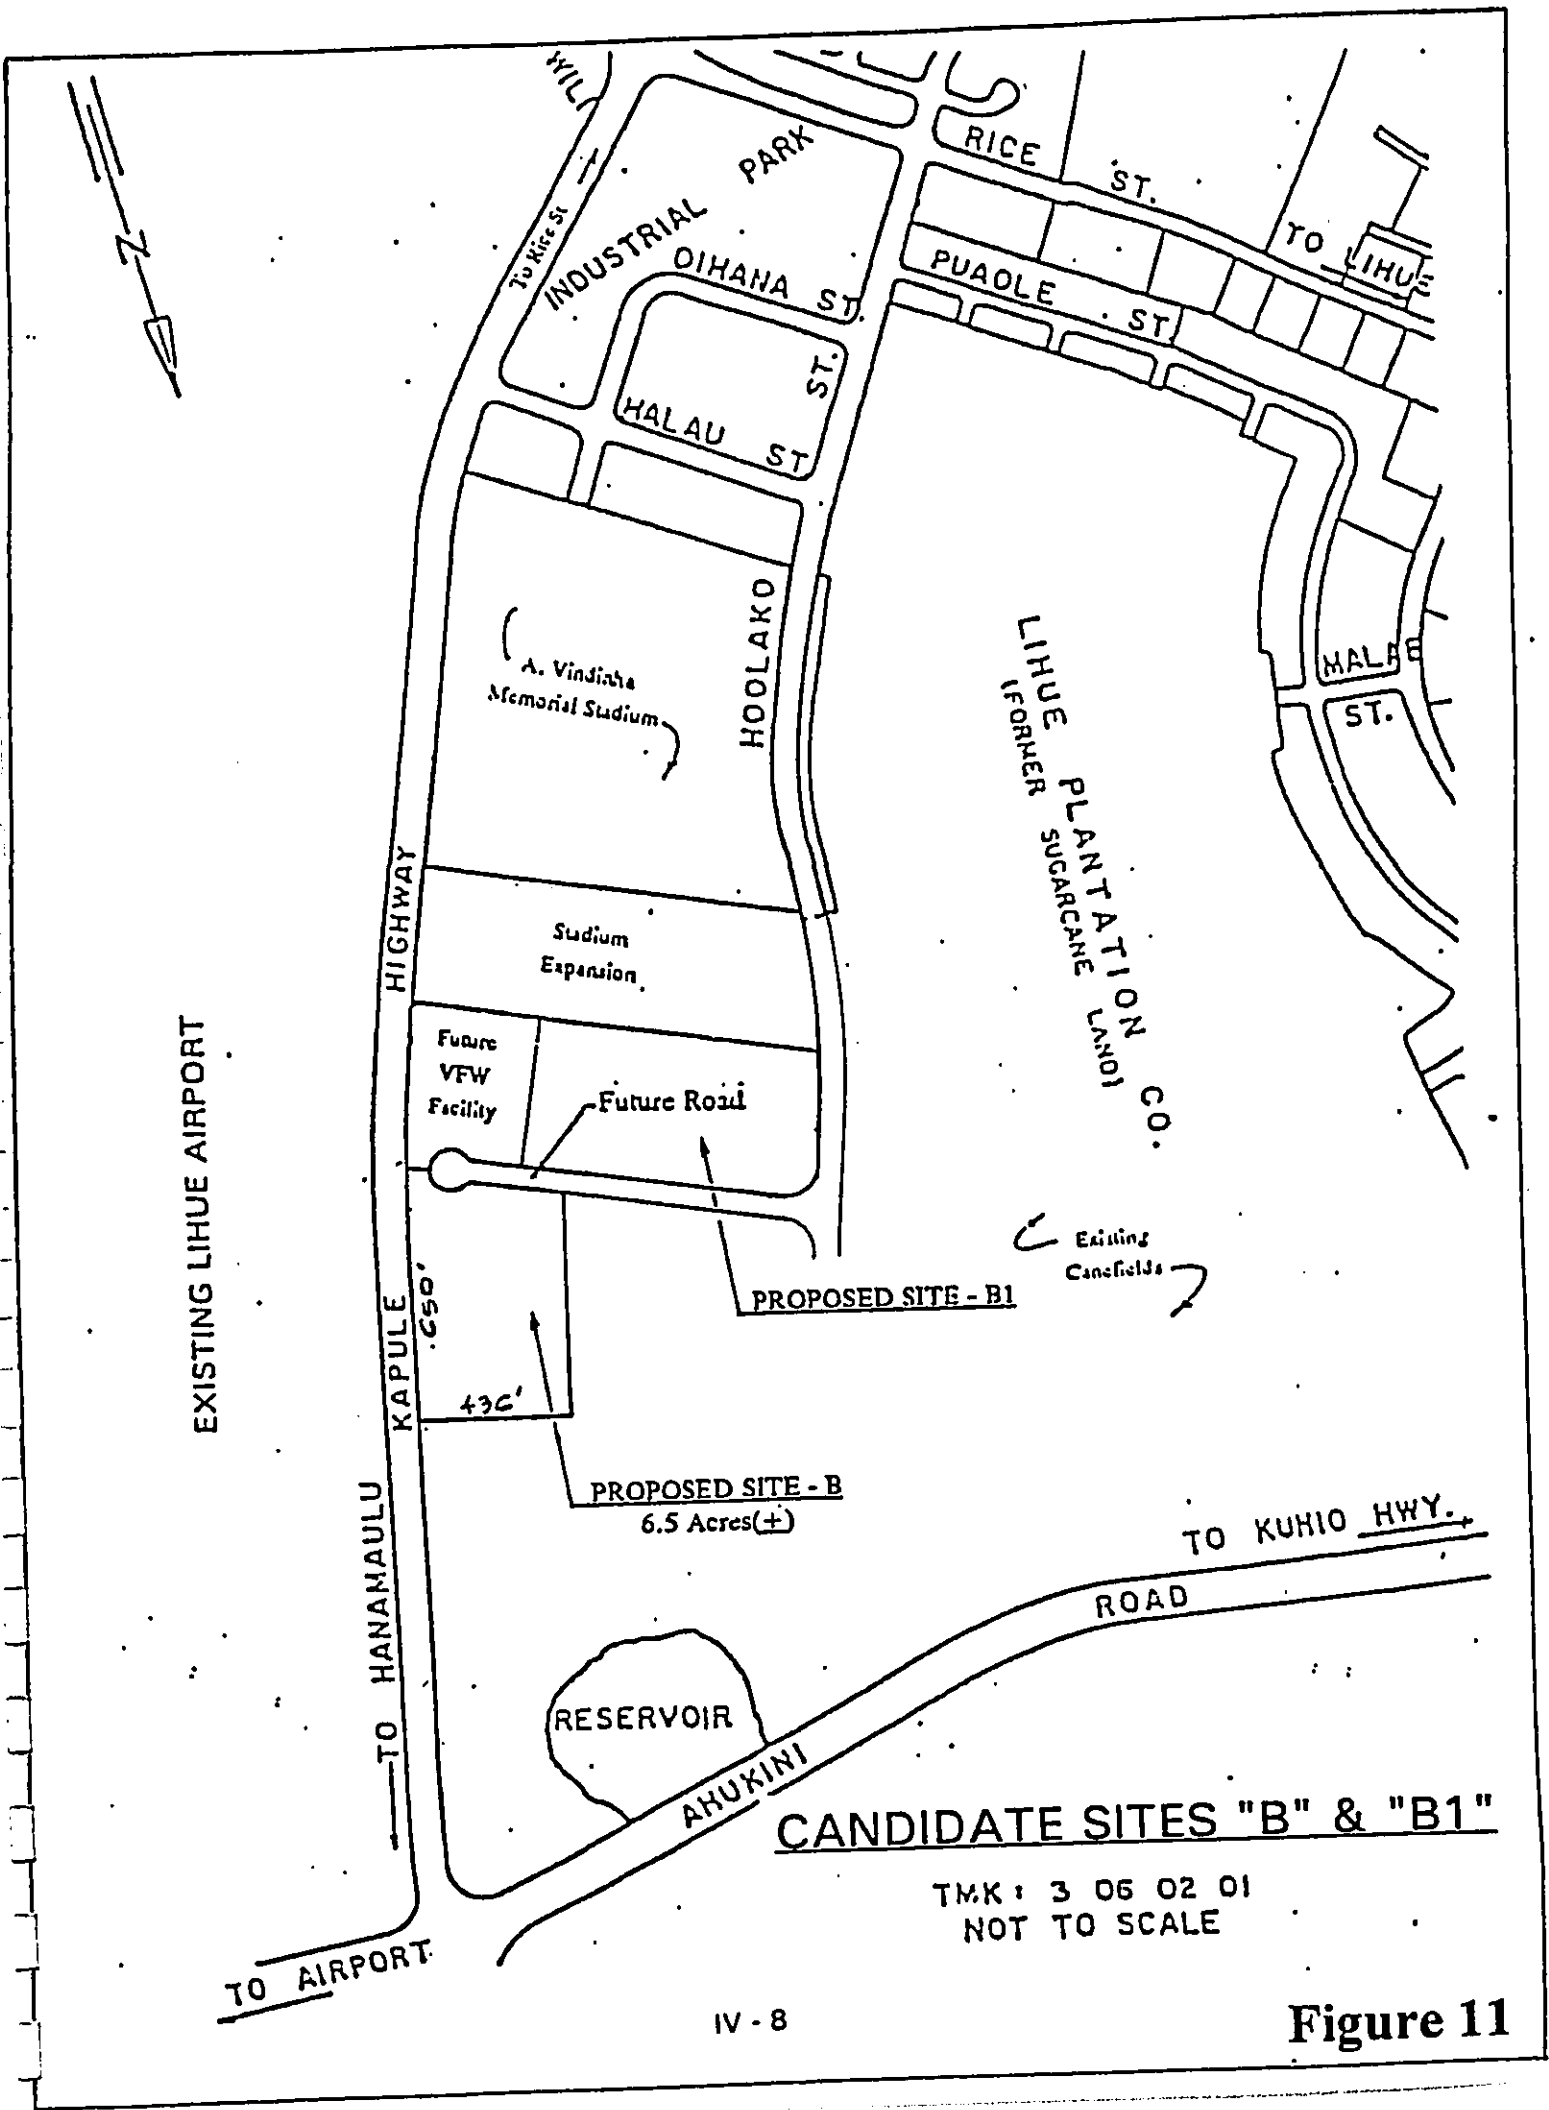 WILI
RICE ST.
TO LIHUE
INDUSTRIAL PARK
To Rice St
OIHANA ST.
PUAOLE ST
HALAU ST
ST.
HOOLAKO
N
A. Vindinha
Memorial Stadium
LIHUE PLANTATION CO.
(FORMER SUGARCANE LAND)
MALAE
ST.
HIGHWAY
Stadium
Expansion
Future
VFW
Facility
Future Road
EXISTING LIHUE AIRPORT
Existing
Canefields
PROPOSED SITE - B1
KAPULE
650'
436'
PROPOSED SITE - B
6.5 Acres(±)
TO HANAMAULU
TO KUHIO HWY.
ROAD
RESERVOIR
AHUKINI
CANDIDATE SITES "B" & "B1"
TMK: 3 06 02 01
NOT TO SCALE
TO AIRPORT
IV - 8
Figure 11